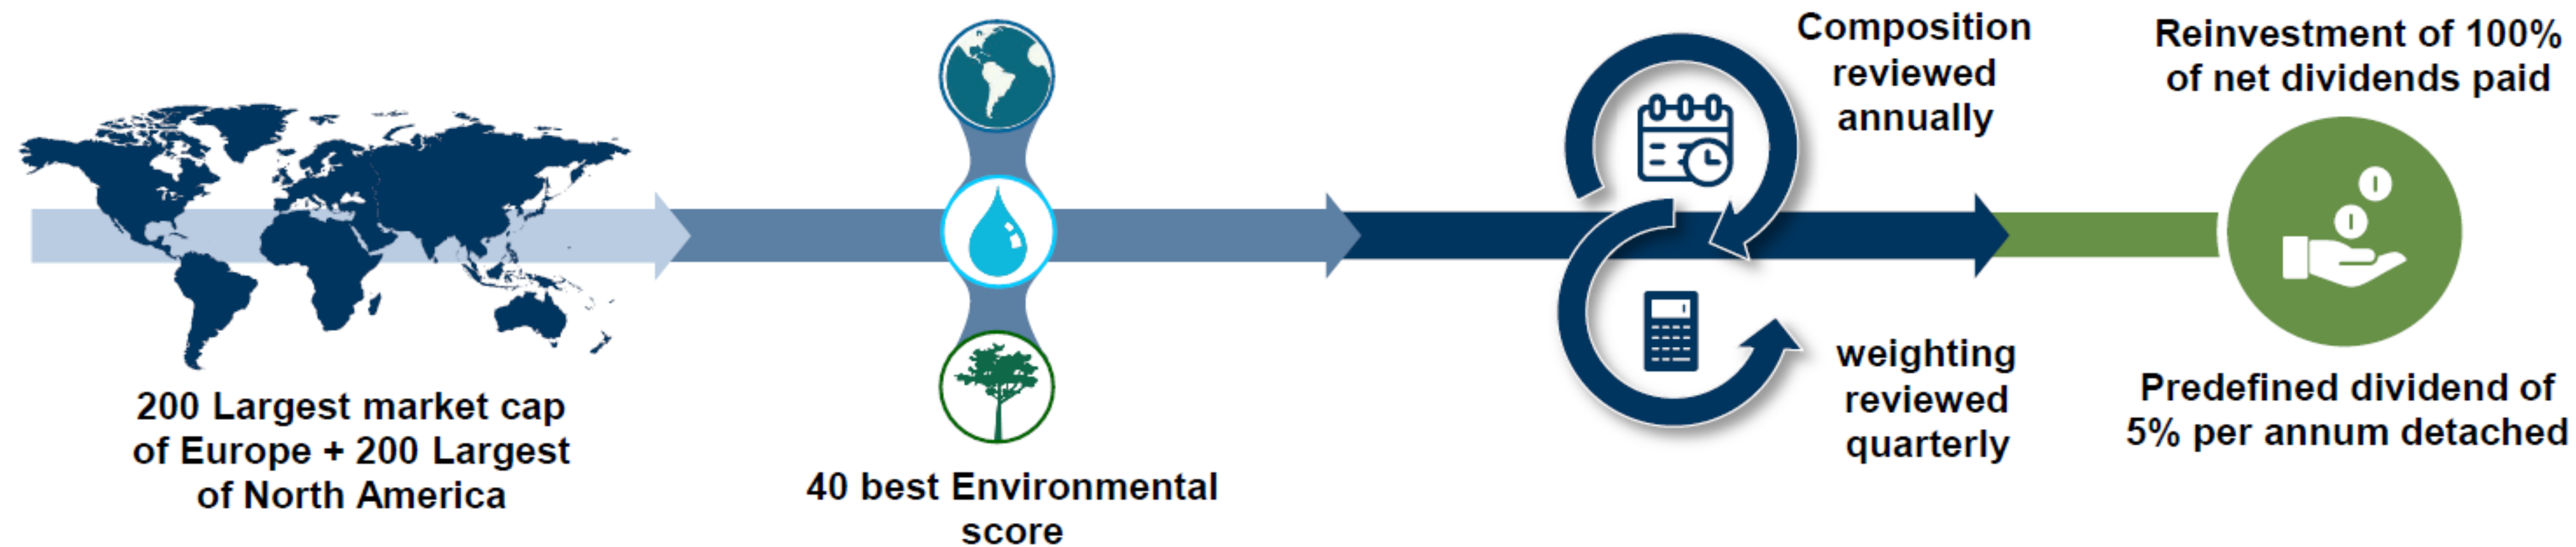 200 Largest market cap
of Europe + 200 Largest
of North America
40 best Environmental
score
Composition
reviewed
annually
weighting
reviewed
quarterly
Reinvestment of 100%
of net dividends paid
Predefined dividend of
5% per annum detached